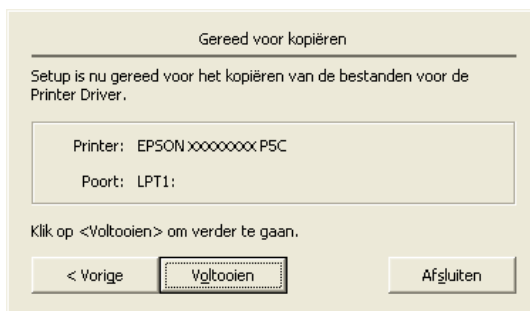 Gereed voor kopiëren
Setup is nu gereed voor het kopiëren van de bestanden voor de
Printer Driver.
Printer: EPSON xxxxxxxx P5C
Poort: LPT1:
Klik op <Voltooien> om verder te gaan.
< Vorige Voltooien Afsluiten